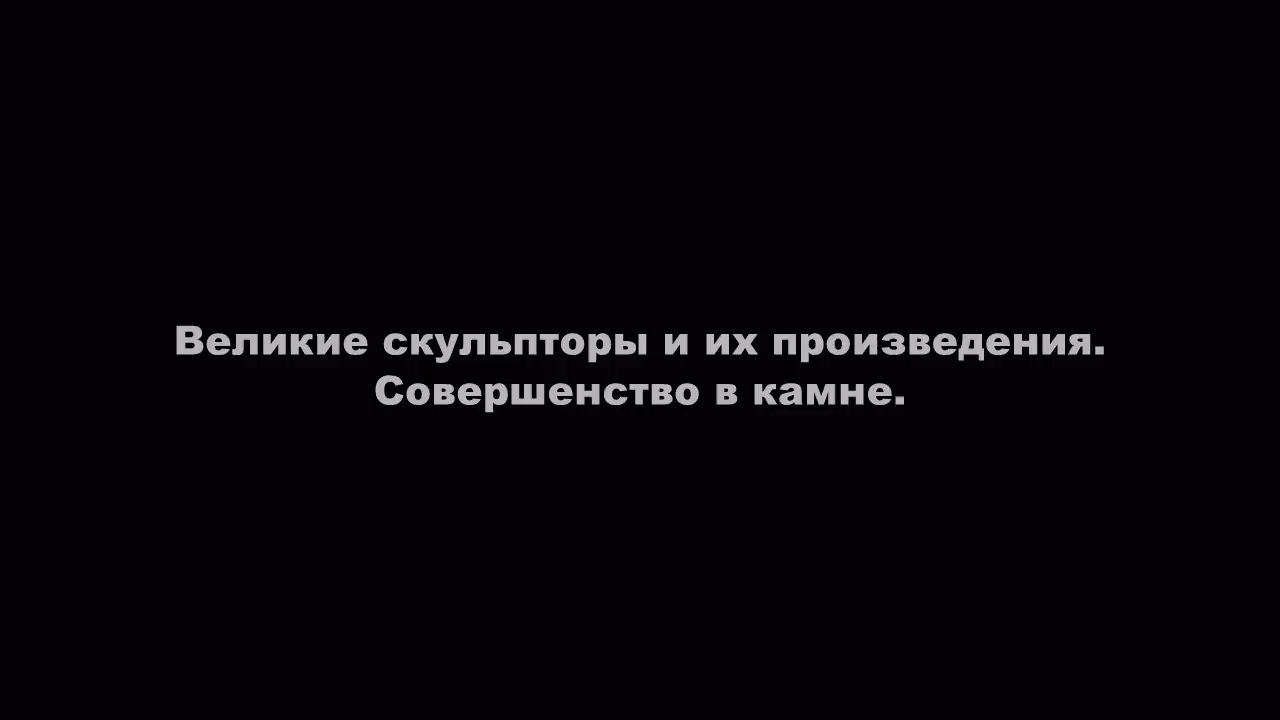 Великие скульпторы и их произведения.
Совершенство в камне.